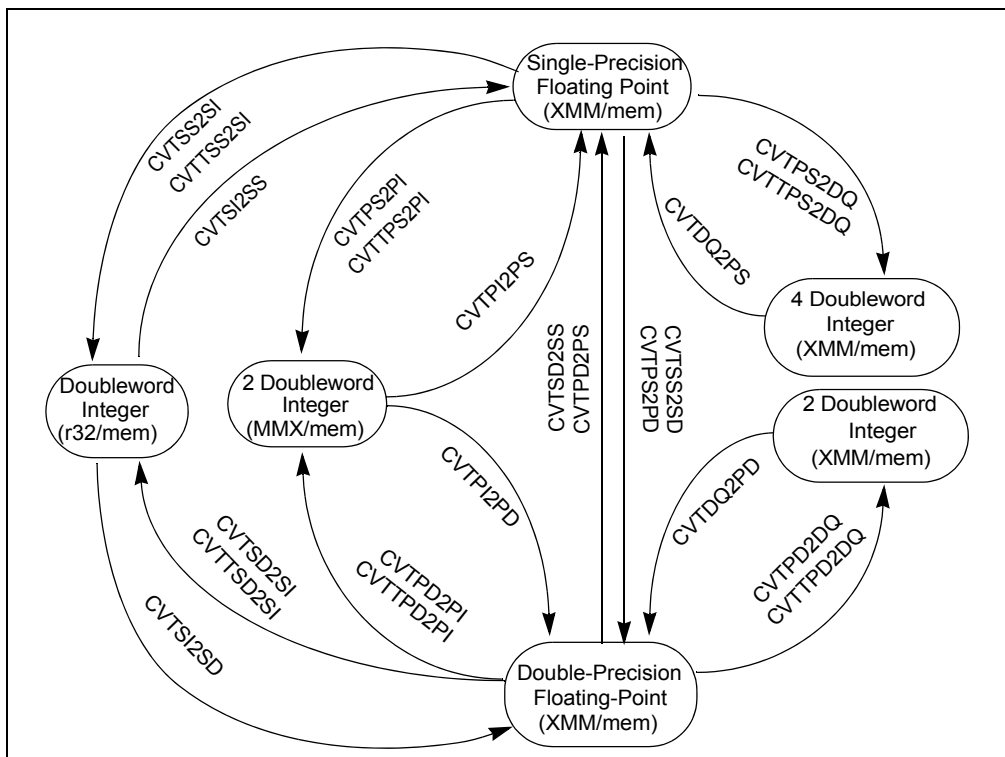 Single-Precision
Floating Point
(XMM/mem)
CVTSS2SI
CVTTSS2SI
CVTSI2SS
CVTPS2PI
CVTTPS2PI
CVTPI2PS
CVTPS2DQ
CVTTPS2DQ
CVTDQ2PS
4 Doubleword
Integer
(XMM/mem)
Doubleword
Integer
(r32/mem)
2 Doubleword
Integer
(MMX/mem)
CVTSD2SS
CVTPD2PS
CVTSS2SD
CVTPS2PD
2 Doubleword
Integer
(XMM/mem)
CVTPI2PD
CVTDQ2PD
CVTSD2SI
CVTTSD2SI
CVTPD2PI
CVTTPD2PI
CVTPD2DQ
CVTTPD2DQ
CVTSI2SD
Double-Precision
Floating-Point
(XMM/mem)